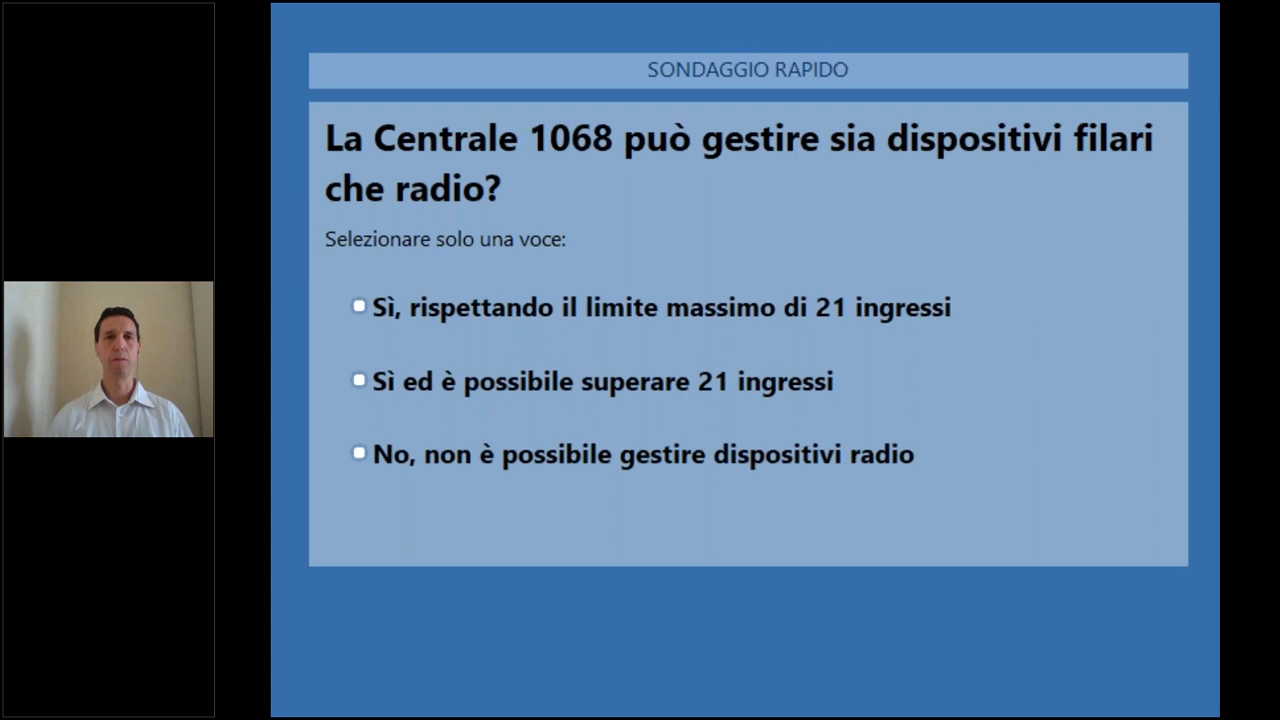 SONDAGGIO RAPIDO
La Centrale 1068 può gestire sia dispositivi filari
che radio?
Selezionare solo una voce:
Sì, rispettando il limite massimo di 21 ingressi
Sì ed è possibile superare 21 ingressi
No, non è possibile gestire dispositivi radio